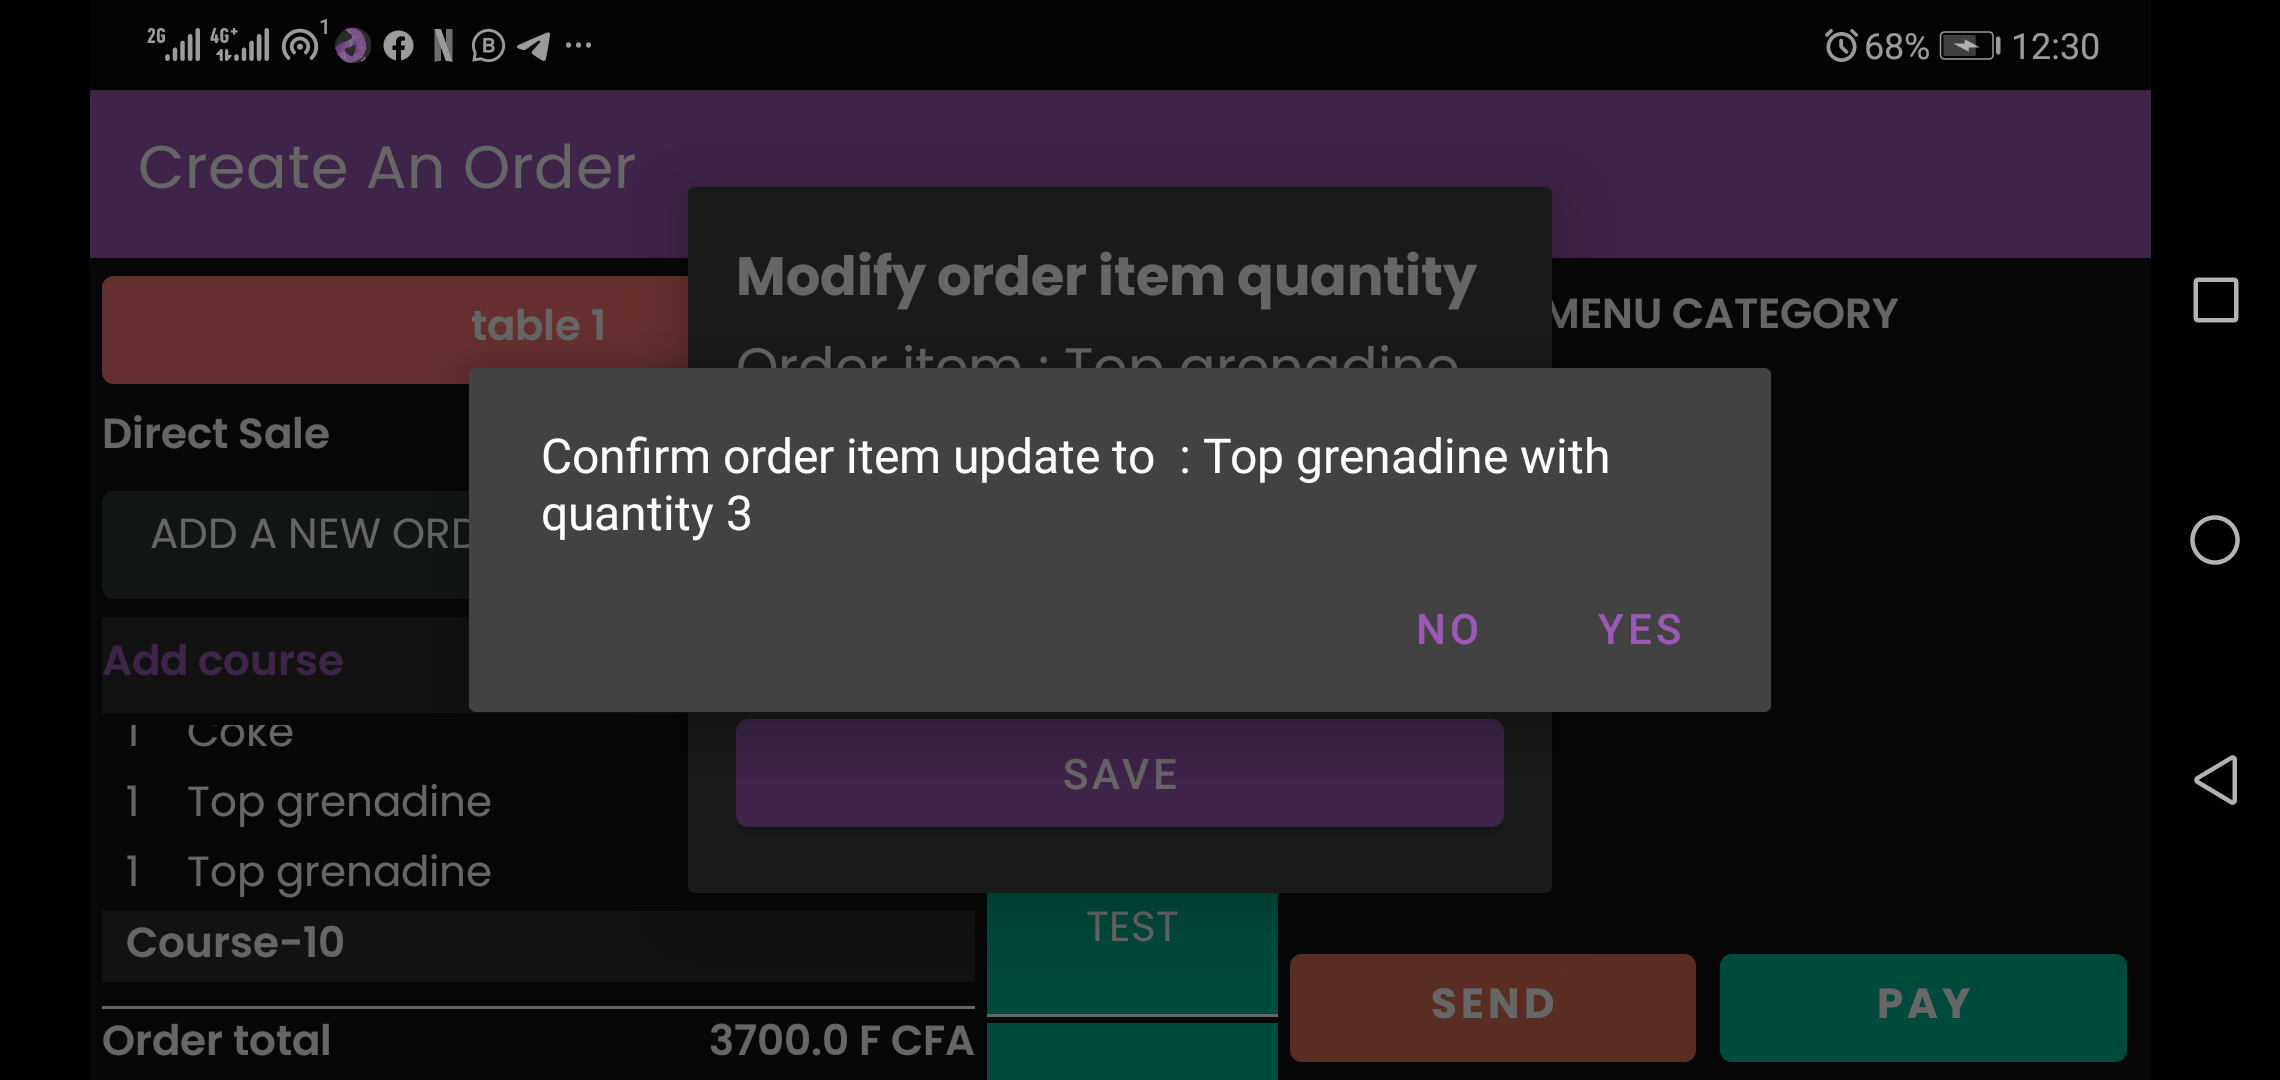 2G 4G+ 1 68% 12:30
Create An Order
Modify order item quantity
table 1
MENU CATEGORY
Order item : Top grenadine
Direct Sale
Confirm order item update to  : Top grenadine with
quantity 3
ADD A NEW ORD
NO YES
Add course
1 Coke
SAVE
1 Top grenadine
1 Top grenadine
TEST
Course-10
SEND
PAY
Order total 3700.0 F CFA